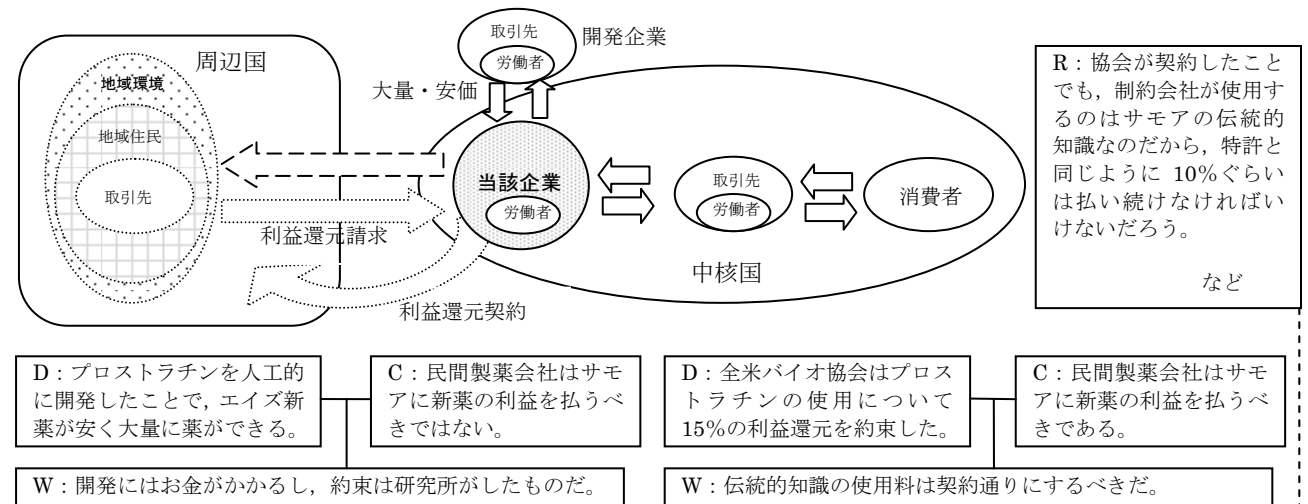 取引先
労働者
開発企業
周辺国
地域環境
地域住民
取引先
大量・安価
当該企業
労働者
取引先
労働者
消費者
中核国
利益還元請求
利益還元契約
R：協会が契約したこと
でも，制約会社が使用す
るのはサモアの伝統的
知識なのだから，特許と
同じように 10%ぐらい
は払い続けなければい
けないだろう。
など
D：プロストラチンを人工的
に開発したことで，エイズ新
薬が安く大量に薬ができる。
C：民間製薬会社はサモ
アに新薬の利益を払うべ
きではない。
W：開発にはお金がかかるし，約束は研究所がしたものだ。
D：全米バイオ協会はプロス
トラチンの使用について
15%の利益還元を約束した。
C：民間製薬会社はサモ
アに新薬の利益を払うべ
きである。
W：伝統的知識の使用料は契約通りにするべきだ。